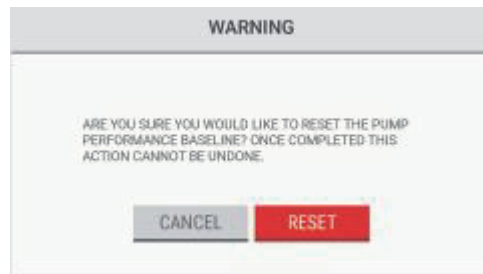 WARNING
ARE YOU SURE YOU WOULD LIKE TO RESET THE PUMP
PERFORMANCE BASELINE? ONCE COMPLETED THIS
ACTION CANNOT BE UNDONE.
CANCEL RESET